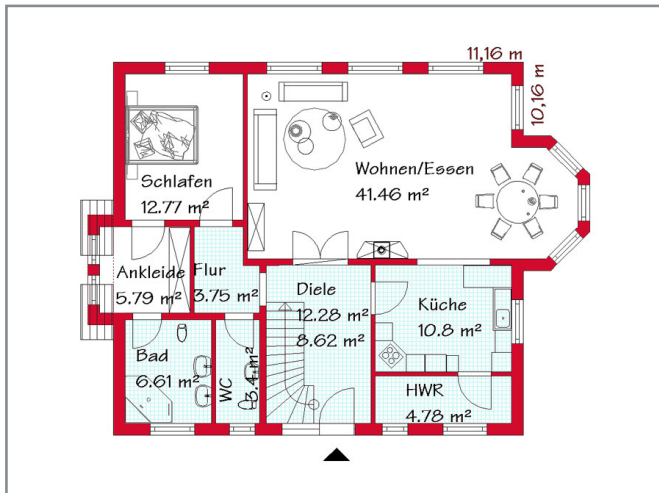 11,16 m
10,16 m
Schlafen
12.77 m²
Wohnen/Essen
41.46 m²
Ankleide
5.79 m²
Flur
3.75 m²
Diele
12.28 m²
8.62 m²
Küche
10.8 m²
Bad
6.61 m²
WC
3.4 m²
HWR
4.78 m²